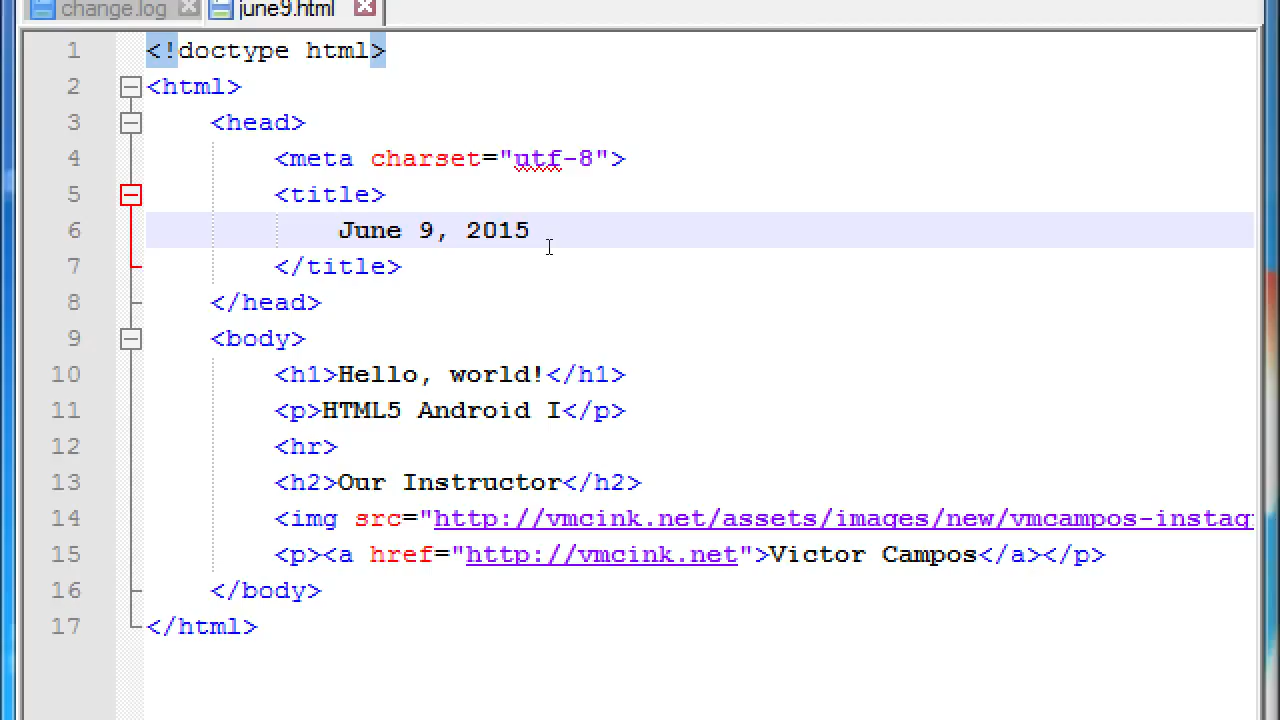 change.log june9.html
1 <!doctype html>
2 <html>
3 <head>
4 <meta charset="utf-8">
5 <title>
6 June 9, 2015
7 </title>
8 </head>
9 <body>
10 <h1>Hello, world!</h1>
11 <p>HTML5 Android I</p>
12 <hr>
13 <h2>Our Instructor</h2>
14 <img src="http://vmcink.net/assets/images/new/vmcampos-instag
15 <p><a href="http://vmcink.net">Victor Campos</a></p>
16 </body>
17 </html>